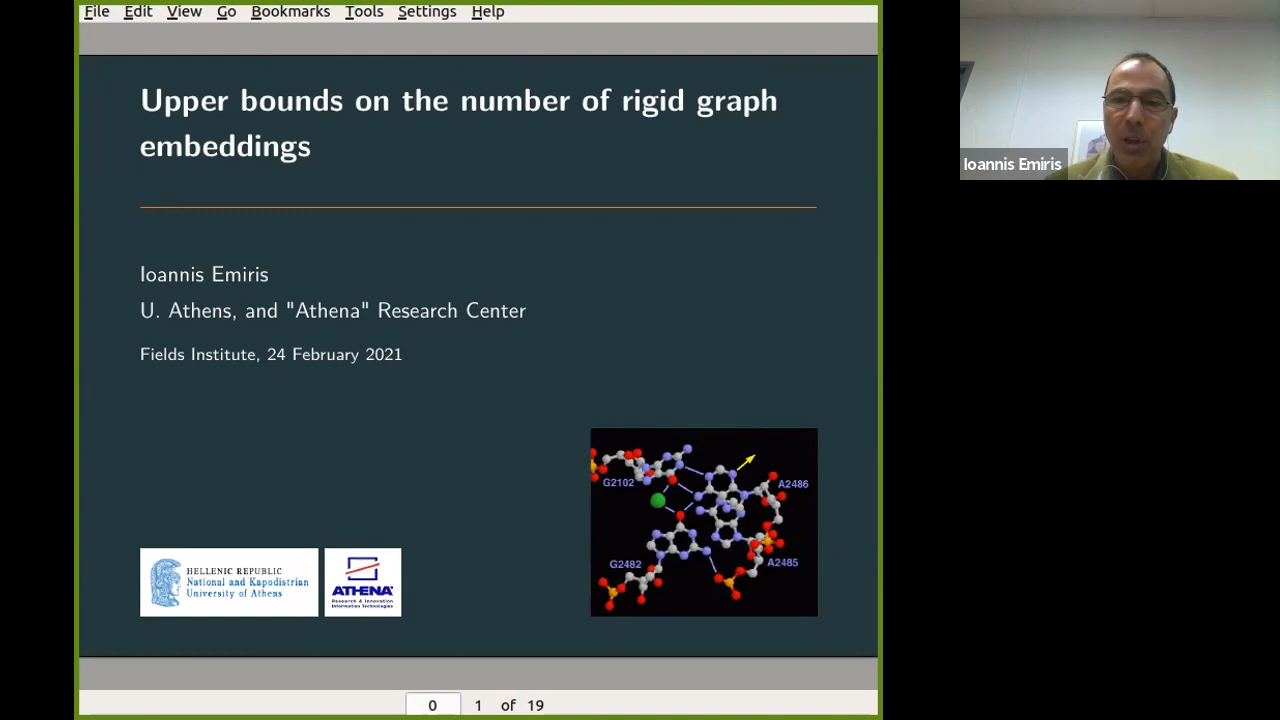 File Edit View Go Bookmarks Tools Settings Help
Upper bounds on the number of rigid graph
embeddings
Ioannis Emiris
U. Athens, and "Athena" Research Center
Fields Institute, 24 February 2021
G2102
A2486
G2482
A2485
HELLENIC REPUBLIC
National and Kapodistrian
University of Athens
ATHENA
Research & Innovation
Information Technologies
0 1 of 19
Ioannis Emiris